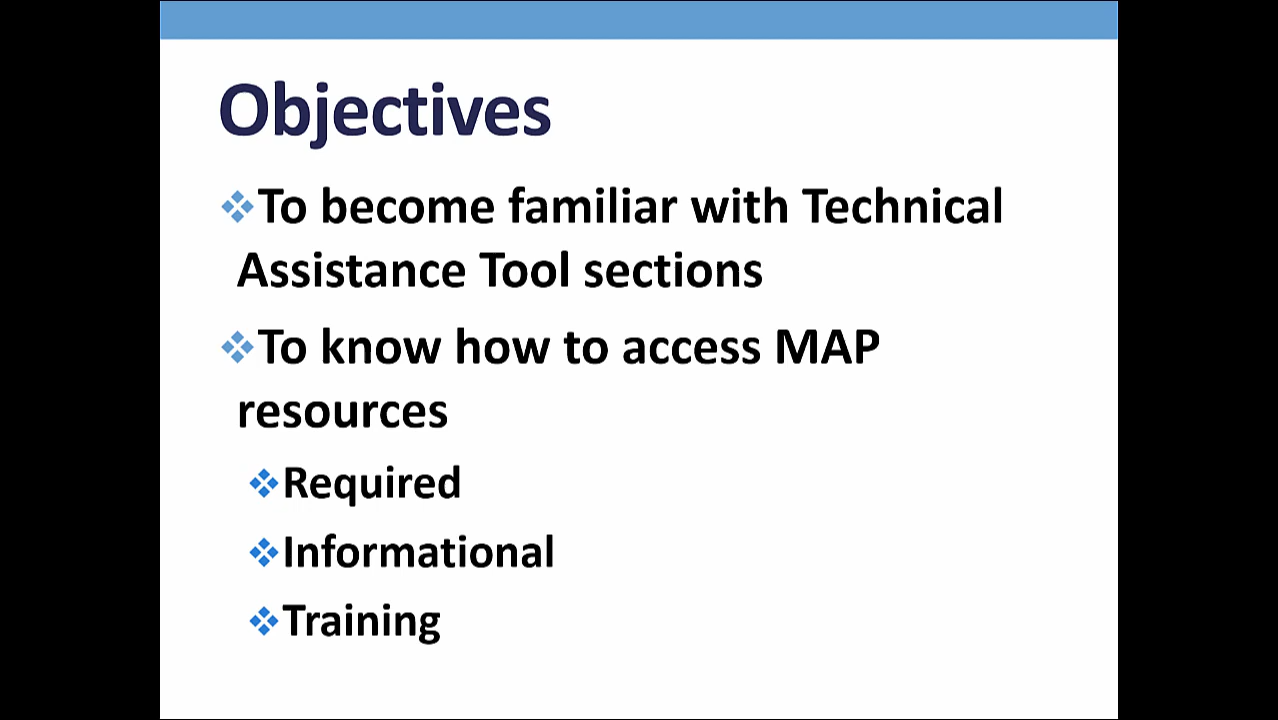 Objectives
❖To become familiar with Technical
Assistance Tool sections
❖To know how to access MAP
resources
❖Required
❖Informational
❖Training